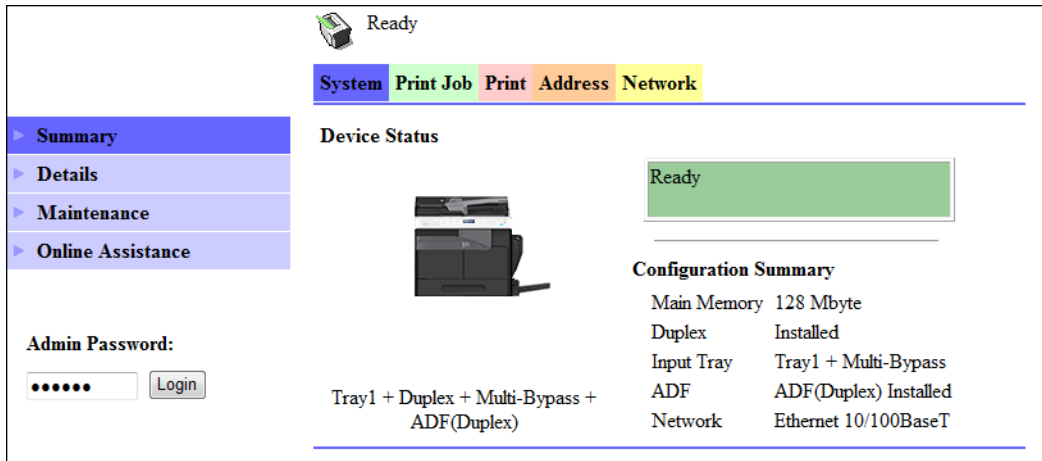 Ready
System Print Job Print Address Network
Summary
Details
Maintenance
Online Assistance
Admin Password:
●●●●●● Login
Device Status
Tray1 + Duplex + Multi-Bypass +
ADF(Duplex)
Ready
Configuration Summary
Main Memory 128 Mbyte
Duplex Installed
Input Tray Tray1 + Multi-Bypass
ADF ADF(Duplex) Installed
Network Ethernet 10/100BaseT